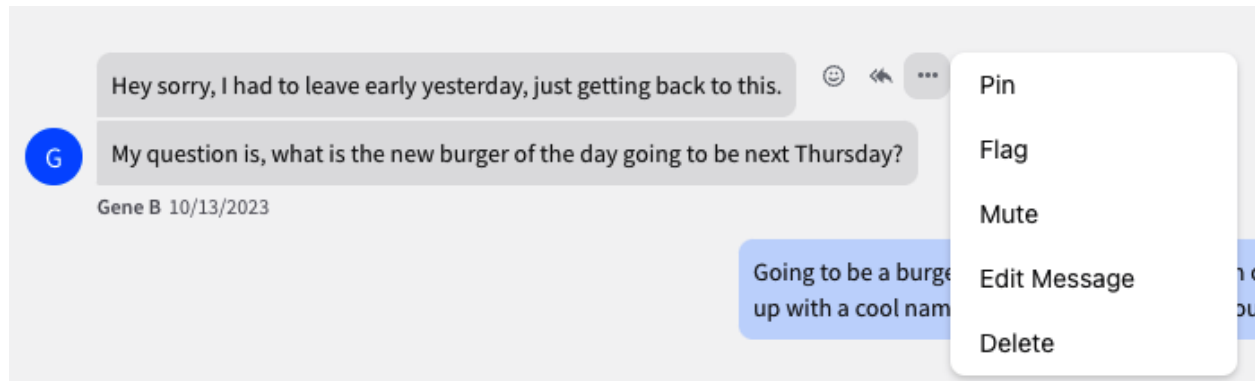 Hey sorry, I had to leave early yesterday, just getting back to this.
G
My question is, what is the new burger of the day going to be next Thursday?
Gene B 10/13/2023
Going to be a
up with a cool
Pin
Flag
Mute
Edit Message
Delete